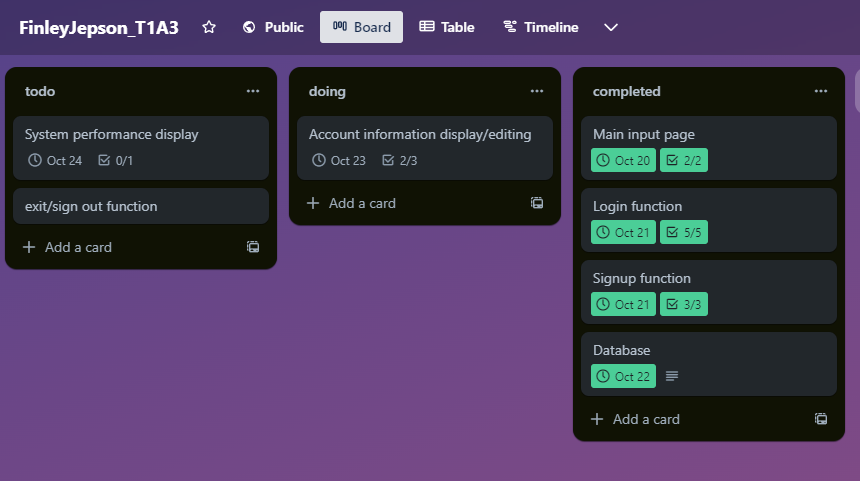 FinleyJepson_T1A3
Public
Board
Table
Timeline
todo
System performance display
Oct 24
0/1
exit/sign out function
Add a card
doing
Account information display/editing
Oct 23
2/3
Add a card
completed
Main input page
Oct 20
2/2
Login function
Oct 21
5/5
Signup function
Oct 21
3/3
Database
Oct 22
Add a card